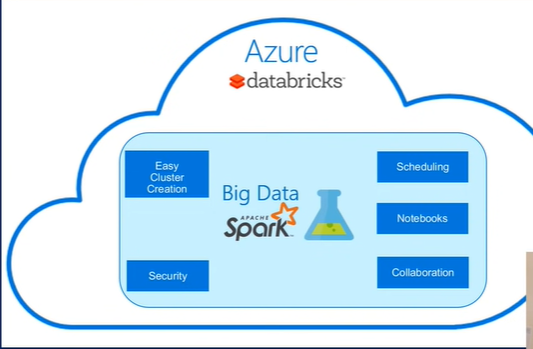 Azure
databricks
Easy
Cluster
Creation
Big Data
APACHE
Spark
Security
Scheduling
Notebooks
Collaboration